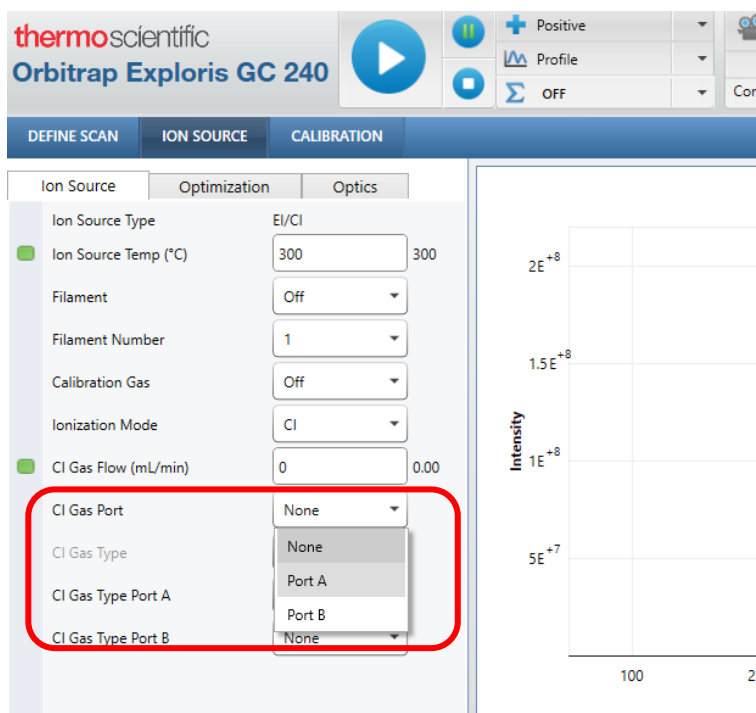 thermoscientific
Orbitrap Exploris GC 240
Positive
Profile
OFF
DEFINE SCAN ION SOURCE CALIBRATION
Ion Source Optimization Optics
Ion Source Type EI/CI
Ion Source Temp (°C) 300 300
Filament Off
Filament Number 1
Calibration Gas Off
Ionization Mode CI
CI Gas Flow (mL/min) 0 0.00
CI Gas Port None
None
CI Gas Type
Port A
CI Gas Type Port A
Port B
CI Gas Type Port B None
Intensity
2E+8
1.5E+8
1E+8
5E+7
100